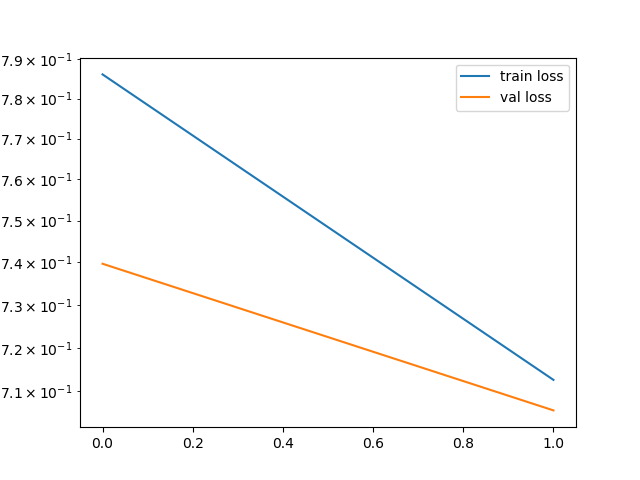 7.9 × 10⁻¹
7.8 × 10⁻¹
7.7 × 10⁻¹
7.6 × 10⁻¹
7.5 × 10⁻¹
7.4 × 10⁻¹
7.3 × 10⁻¹
7.2 × 10⁻¹
7.1 × 10⁻¹
train loss
val loss
0.0 0.2 0.4 0.6 0.8 1.0